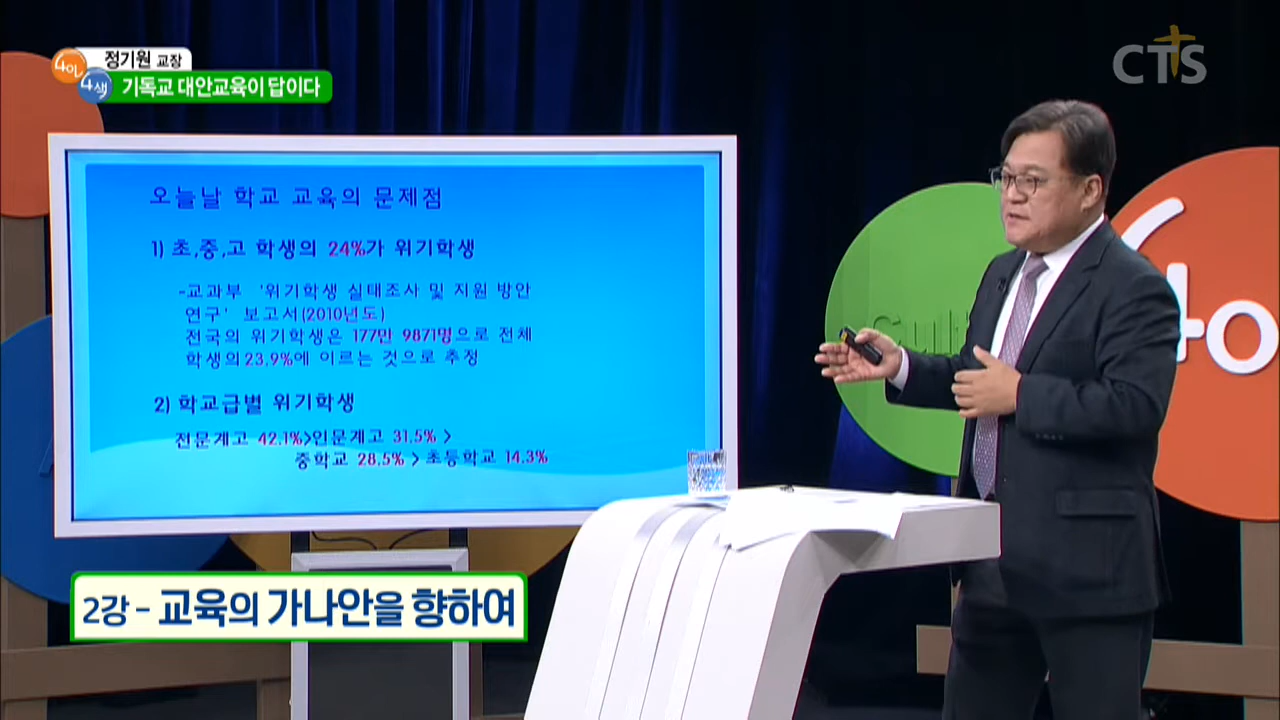 4인
4색
정기원 교장
기독교 대안교육이 답이다
CTS
오늘날 학교 교육의 문제점
1) 초,중,고 학생의 24%가 위기학생
-교과부 '위기학생 실태조사 및 지원 방안
연구' 보고서(2010년도)
전국의 위기학생은 177만 9871명으로 전체
학생의23.9%에 이르는 것으로 추정
2) 학교급별 위기학생
전문계고 42.1%>인문계고 31.5% >
중학교 28.5% > 초등학교 14.3%
2강 - 교육의 가나안을 향하여